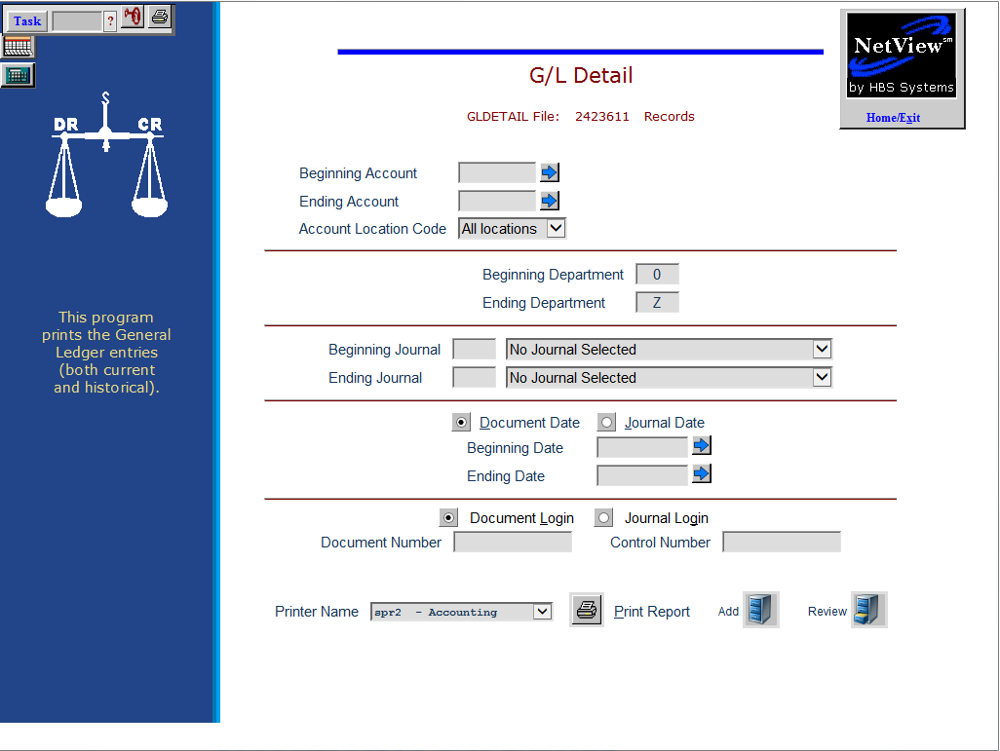 Task ?
DR CR
This program
prints the General
Ledger entries
(both current
and historical).
NetView℠
by HBS Systems
Home/Exit
G/L Detail
GLDETAIL File: 2423611 Records
Beginning Account
Ending Account
Account Location Code All locations
Beginning Department 0
Ending Department Z
Beginning Journal No Journal Selected
Ending Journal No Journal Selected
Document Date Journal Date
Beginning Date
Ending Date
Document Login Journal Login
Document Number Control Number
Printer Name spr2 - Accounting Print Report Add Review